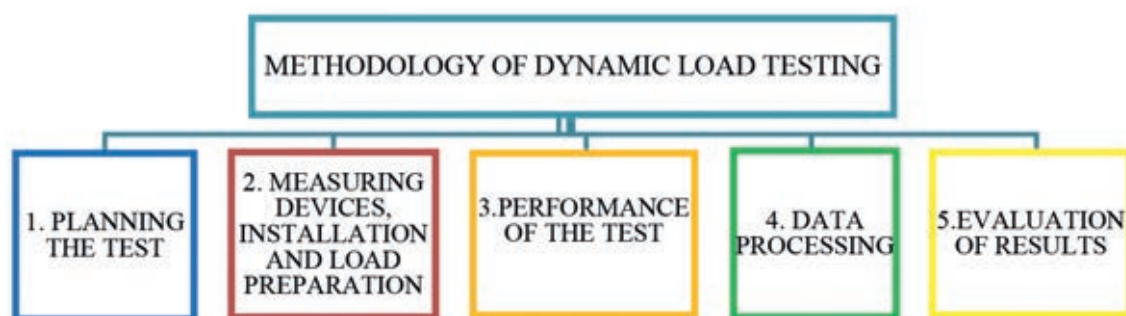 METHODOLOGY OF DYNAMIC LOAD TESTING
1. PLANNING
THE TEST
2. MEASURING
DEVICES,
INSTALLATION
AND LOAD
PREPARATION
3.PERFORMANCE
OF THE TEST
4. DATA
PROCESSING
5.EVALUATION
OF RESULTS